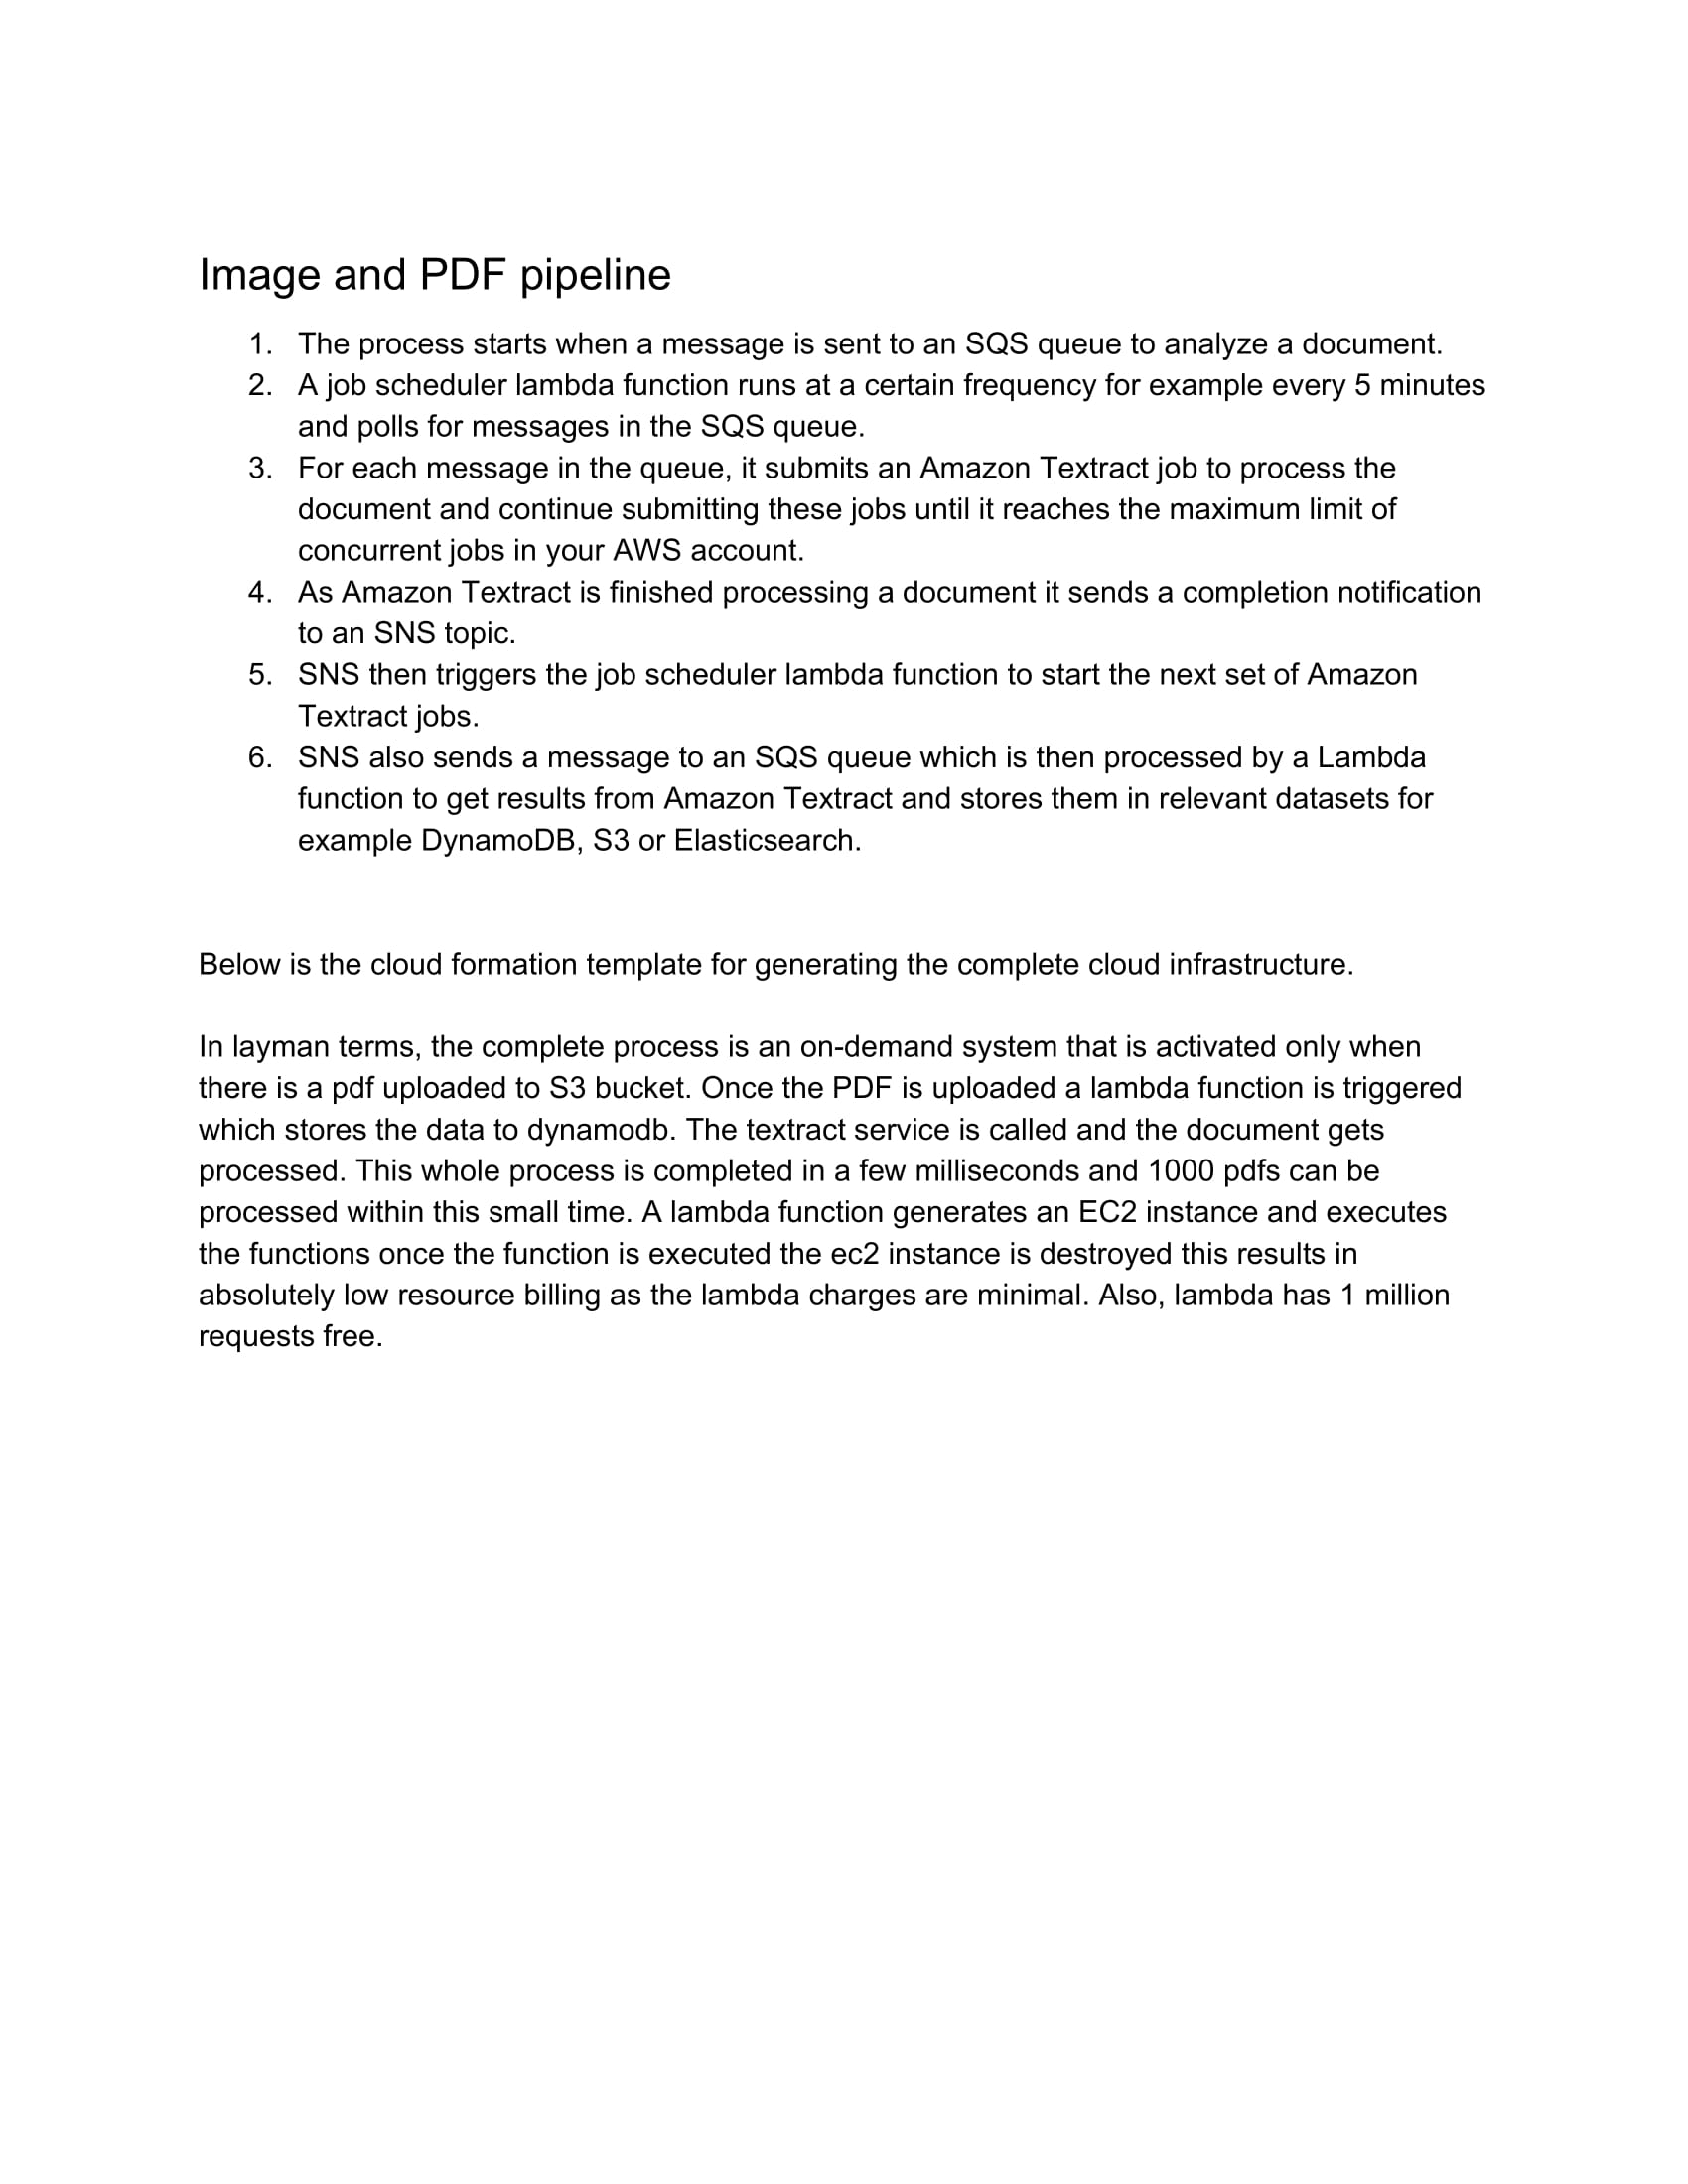 Image and PDF pipeline
1. The process starts when a message is sent to an SQS queue to analyze a document.
2. A job scheduler lambda function runs at a certain frequency for example every 5 minutes
and polls for messages in the SQS queue.
3. For each message in the queue, it submits an Amazon Textract job to process the
document and continue submitting these jobs until it reaches the maximum limit of
concurrent jobs in your AWS account.
4. As Amazon Textract is finished processing a document it sends a completion notification
to an SNS topic.
5. SNS then triggers the job scheduler lambda function to start the next set of Amazon
Textract jobs.
6. SNS also sends a message to an SQS queue which is then processed by a Lambda
function to get results from Amazon Textract and stores them in relevant datasets for
example DynamoDB, S3 or Elasticsearch.
Below is the cloud formation template for generating the complete cloud infrastructure.
In layman terms, the complete process is an on-demand system that is activated only when
there is a pdf uploaded to S3 bucket. Once the PDF is uploaded a lambda function is triggered
which stores the data to dynamodb. The textract service is called and the document gets
processed. This whole process is completed in a few milliseconds and 1000 pdfs can be
processed within this small time. A lambda function generates an EC2 instance and executes
the functions once the function is executed the ec2 instance is destroyed this results in
absolutely low resource billing as the lambda charges are minimal. Also, lambda has 1 million
requests free.